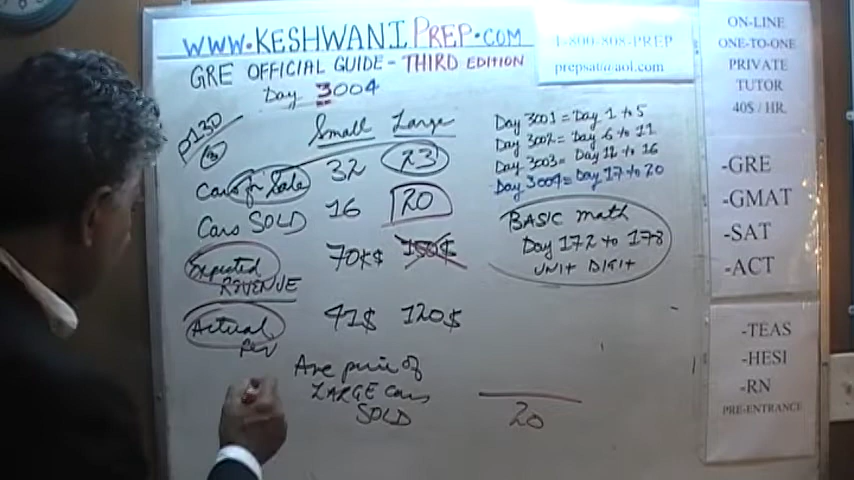 WWW.KESHWANIPREP.COM
GRE OFFICIAL GUIDE - THIRD EDITION
Day 3004
1-800-808-PREP
prepsat@aol.com
p130
Small Large
Cars for Sale 32 23
Cars SOLD 16 20
Expected REVENUE 70K$
Actual Rev 41$ 120$
Ave price of
LARGE Cars
SOLD
20
Day 3001 = Day 1 to 5
Day 3002 = Day 6 to 11
Day 3003 = Day 12 to 16
Day 3004 = Day 17 to 20
BASIC math
Day 172 to 178
UNIT DIGIT
ON-LINE
ONE-TO-ONE
PRIVATE
TUTOR
40$ / HR.
-GRE
-GMAT
-SAT
-ACT
-TEAS
-HESI
-RN
PRE-ENTRANCE